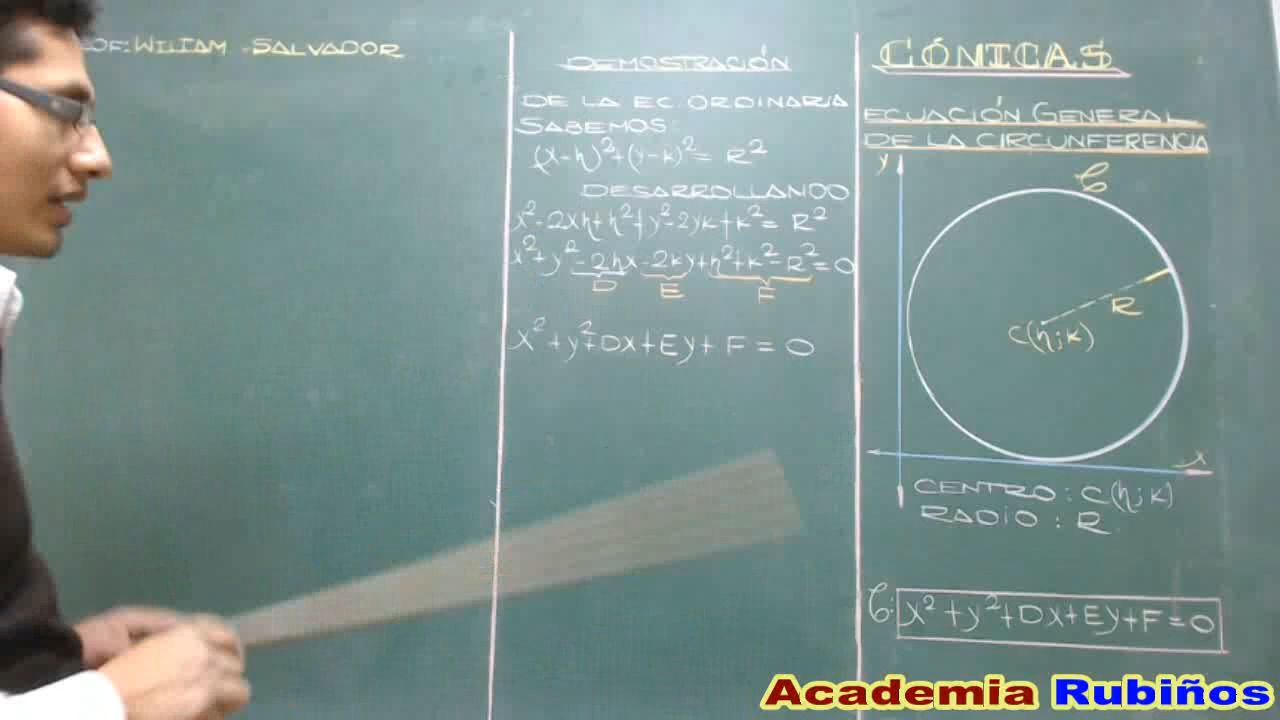 OF: WILIAM - SALVADOR
DEMOSTRACIÓN
DE LA EC. ORDINARIA
SABEMOS:
(x-h)²+(y-k)²= R²
DESARROLLANDO
x²-2xh+h²+y²-2yk+k²= R²
x²+y²-2hx-2ky+h²+k²-R²=0
D E F
x²+y²+Dx+Ey+F=0
CÓNICAS
ECUACIÓN GENERAL
DE LA CIRCUNFERENCIA
y
C
R
C(h;k)
x
CENTRO: C(h;k)
RADIO: R
C: x²+y²+Dx+Ey+F=0
Academia Rubiños